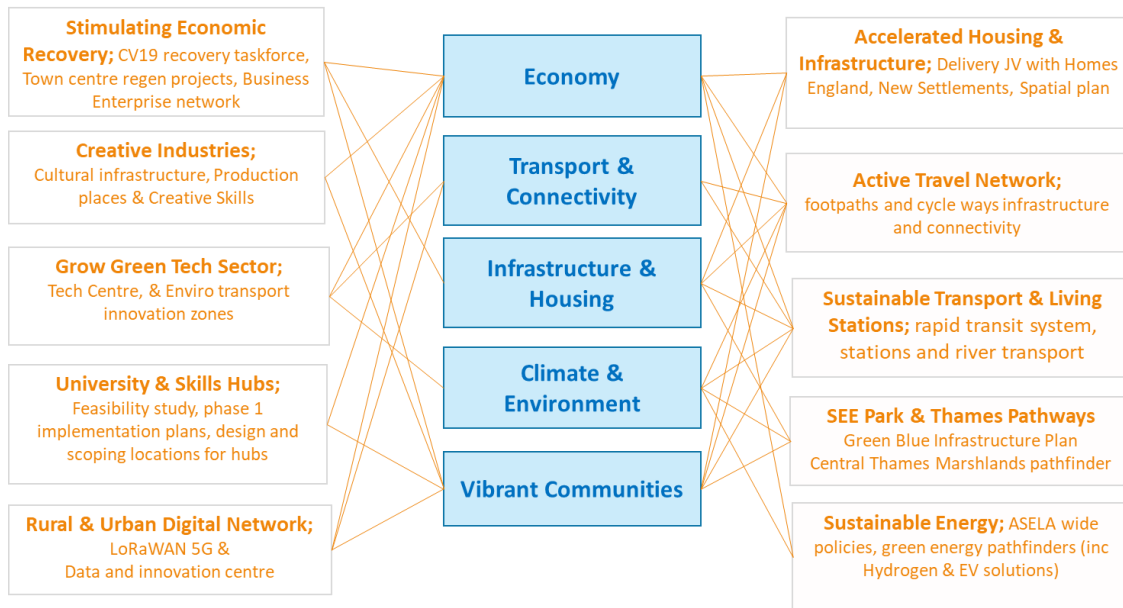 Stimulating Economic
Recovery; CV19 recovery taskforce,
Town centre regen projects, Business
Enterprise network
Creative Industries;
Cultural infrastructure, Production
places & Creative Skills
Grow Green Tech Sector;
Tech Centre, & Enviro transport
innovation zones
University & Skills Hubs;
Feasibility study, phase 1
implementation plans, design and
scoping locations for hubs
Rural & Urban Digital Network;
LoRaWAN 5G &
Data and innovation centre
Economy
Transport &
Connectivity
Infrastructure &
Housing
Climate &
Environment
Vibrant Communities
Accelerated Housing &
Infrastructure; Delivery JV with Homes
England, New Settlements, Spatial plan
Active Travel Network;
footpaths and cycle ways infrastructure
and connectivity
Sustainable Transport & Living
Stations; rapid transit system,
stations and river transport
SEE Park & Thames Pathways
Green Blue Infrastructure Plan
Central Thames Marshlands pathfinder
Sustainable Energy; ASELA wide
policies, green energy pathfinders (inc
Hydrogen & EV solutions)